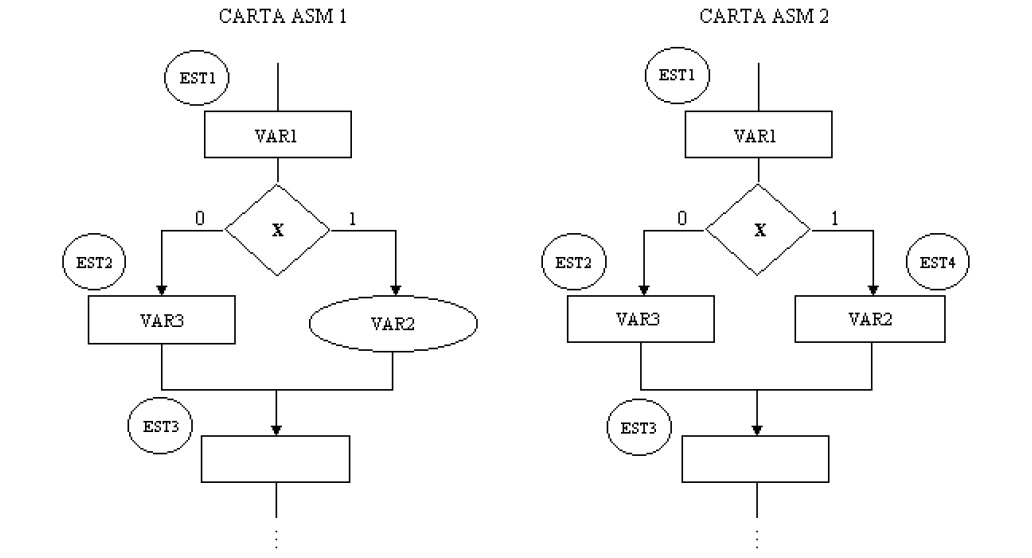 CARTA ASM 1
EST1
VAR1
0
X
1
EST2
VAR3
VAR2
EST3
CARTA ASM 2
EST1
VAR1
0
X
1
EST2
EST4
VAR3
VAR2
EST3